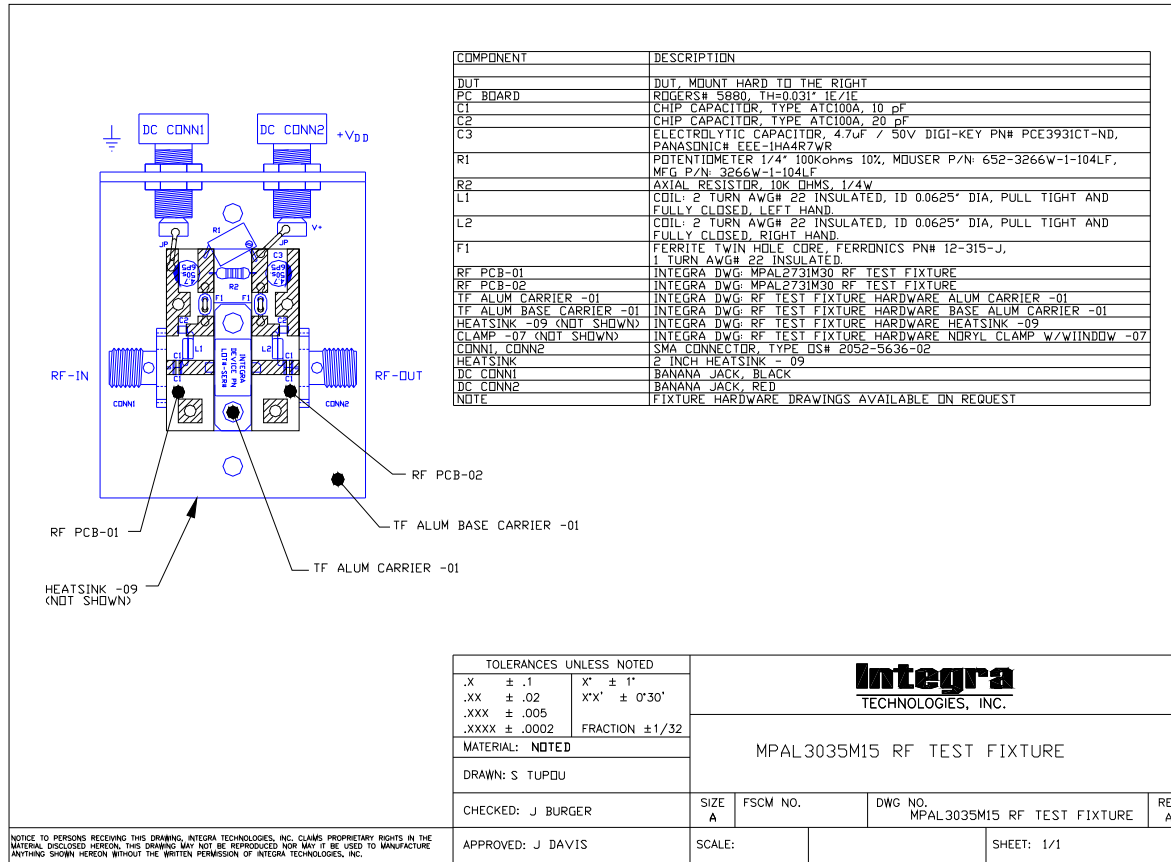 COMPONENT DESCRIPTION
DUT DUT, MOUNT HARD TO THE RIGHT
PC BOARD ROGERS# 5880, TH=0.031" 1E/1E
C1 CHIP CAPACITOR, TYPE ATC100A, 10 pF
C2 CHIP CAPACITOR, TYPE ATC100A, 20 pF
C3 ELECTROLYTIC CAPACITOR, 4.7uF / 50V DIGI-KEY PN# PCE3931CT-ND,
PANASONIC# EEE-1HA4R7WR
R1 POTENTIOMETER 1/4" 100Kohms 10%, MOUSER P/N: 652-3266W-1-104LF,
MFG P/N: 3266W-1-104LF
R2 AXIAL RESISTOR, 10K OHMS, 1/4W
L1 COIL: 2 TURN AWG# 22 INSULATED, ID 0.0625" DIA, PULL TIGHT AND
FULLY CLOSED, LEFT HAND.
L2 COIL: 2 TURN AWG# 22 INSULATED, ID 0.0625" DIA, PULL TIGHT AND
FULLY CLOSED, RIGHT HAND.
F1 FERRITE TWIN HOLE CORE, FERRONICS PN# 12-315-J,
1 TURN AWG# 22 INSULATED.
RF PCB-01 INTEGRA DWG: MPAL2731M30 RF TEST FIXTURE
RF PCB-02 INTEGRA DWG: MPAL2731M30 RF TEST FIXTURE
TF ALUM CARRIER -01 INTEGRA DWG: RF TEST FIXTURE HARDWARE ALUM CARRIER -01
TF ALUM BASE CARRIER -01 INTEGRA DWG: RF TEST FIXTURE HARDWARE BASE ALUM CARRIER -01
HEATSINK -09 (NOT SHOWN) INTEGRA DWG: RF TEST FIXTURE HARDWARE HEATSINK -09
CLAMP -07 (NOT SHOWN) INTEGRA DWG: RF TEST FIXTURE HARDWARE NORYL CLAMP W/WIINDOW -07
CONN1, CONN2 SMA CONNECTOR, TYPE OS# 2052-5636-02
HEATSINK 2 INCH HEATSINK - 09
DC CONN1 BANANA JACK, BLACK
DC CONN2 BANANA JACK, RED
NOTE FIXTURE HARDWARE DRAWINGS AVAILABLE ON REQUEST
DC CONN1 DC CONN2 +VDD
R1 V+
JP JP
C3
4.7 50v 6PS 4.7 50v 6PS
R2
F1 F1
C2 C2
L1 L2
C1 C1
C1 C1
INTEGRA
DEVICE PN
LOT#-SER#
RF-IN RF-OUT
CONN1 CONN2
RF PCB-02
RF PCB-01
TF ALUM BASE CARRIER -01
TF ALUM CARRIER -01
HEATSINK -09
(NOT SHOWN)
TOLERANCES UNLESS NOTED
.X ± .1 X° ± 1°
.XX ± .02 X°X' ± 0°30'
.XXX ± .005
.XXXX ± .0002 FRACTION ±1/32
MATERIAL: NOTED
DRAWN: S TUPOU
CHECKED: J BURGER
APPROVED: J DAVIS
Integra
TECHNOLOGIES, INC.
MPAL3035M15 RF TEST FIXTURE
SIZE FSCM NO. DWG NO. RE
A MPAL3035M15 RF TEST FIXTURE A
SCALE: SHEET: 1/1
NOTICE TO PERSONS RECEIVING THIS DRAWING, INTEGRA TECHNOLOGIES, INC. CLAIMS PROPRIETARY RIGHTS IN THE
MATERIAL DISCLOSED HEREON, THIS DRAWING MAY NOT BE REPRODUCED NOR MAY IT BE USED TO MANUFACTURE
ANYTHING SHOWN HEREON WITHOUT THE WRITTEN PERMISSION OF INTEGRA TECHNOLOGIES, INC.